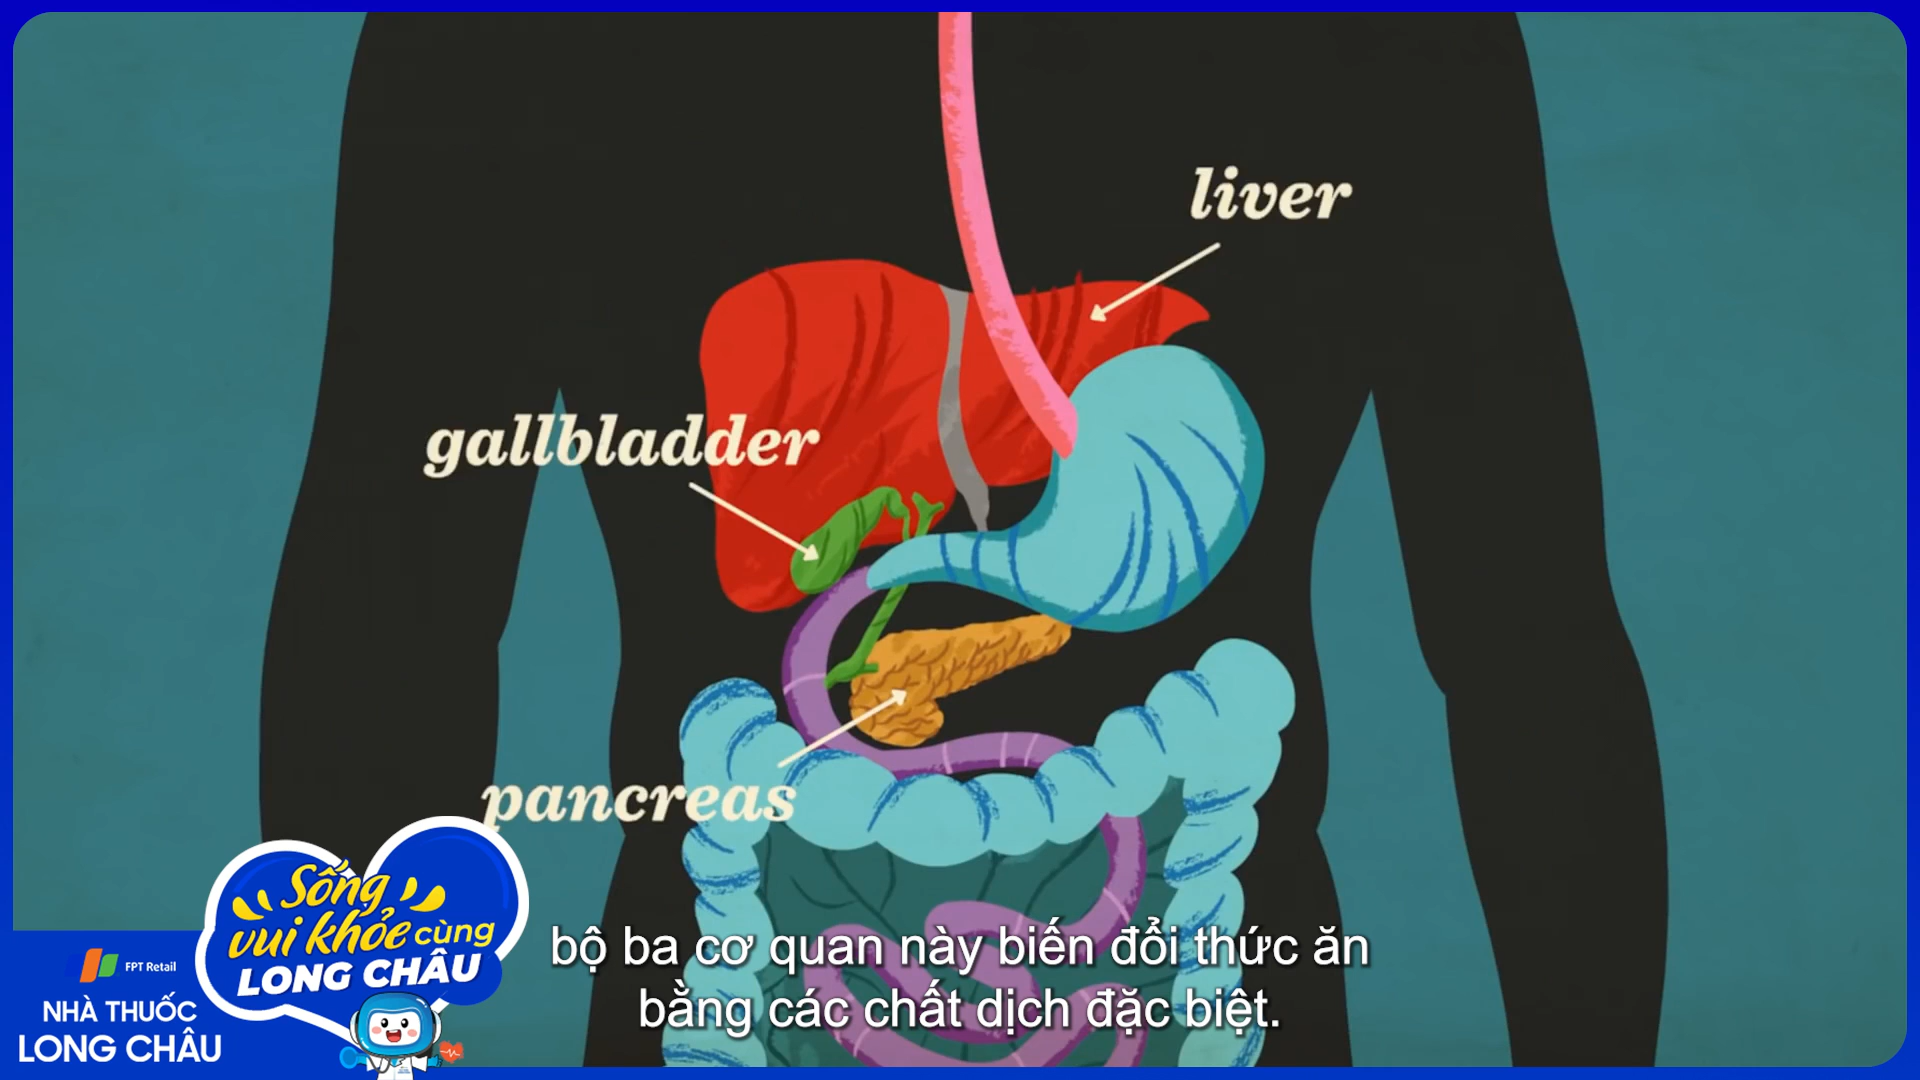 liver
gallbladder
pancreas
Sống
vui khỏe cùng
LONG CHÂU
FPT Retail
NHÀ THUỐC
LONG CHÂU
bộ ba cơ quan này biến đổi thức ăn
bằng các chất dịch đặc biệt.